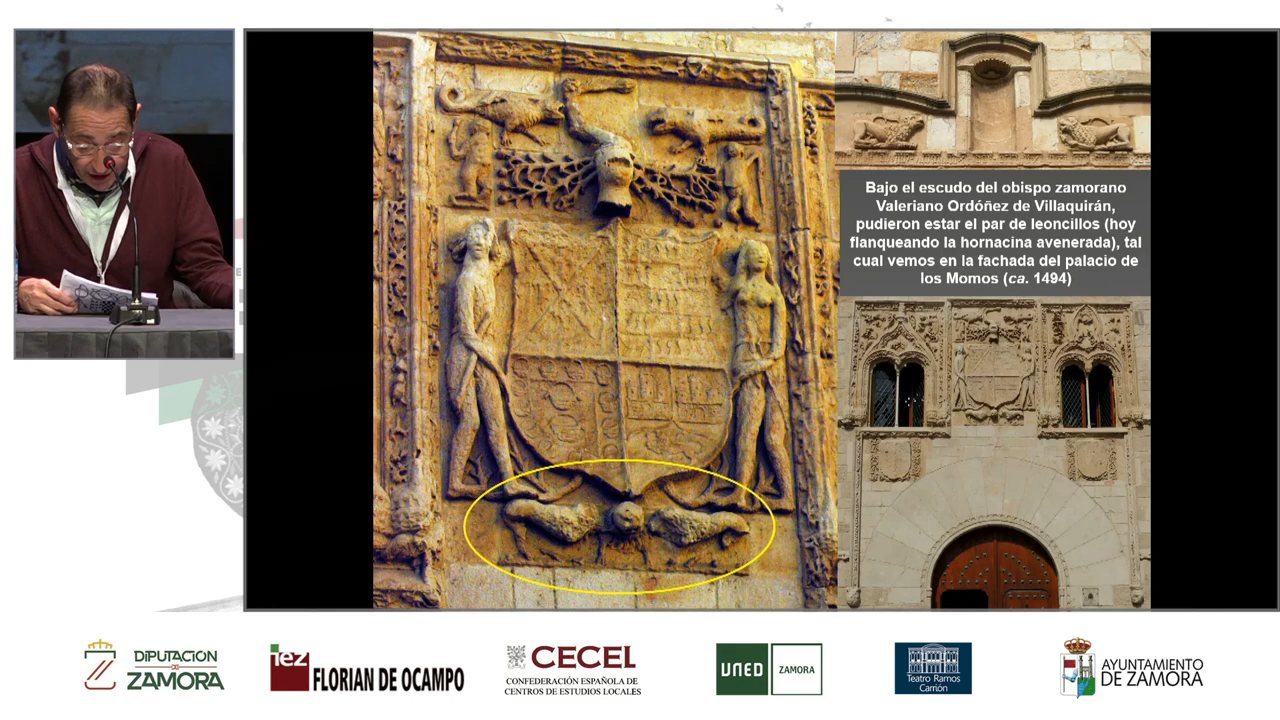 Bajo el escudo del obispo zamorano
Valeriano Ordóñez de Villaquirán,
pudieron estar el par de leoncillos (hoy
flanqueando la hornacina avenerada), tal
cual vemos en la fachada del palacio de
los Momos (ca. 1494)
DIPUTACIÓN
DE
ZAMORA
iez
FLORIAN DE OCAMPO
CECEL
CONFEDERACIÓN ESPAÑOLA DE
CENTROS DE ESTUDIOS LOCALES
UNED
ZAMORA
Teatro Ramos
Carrión
AYUNTAMIENTO
DE ZAMORA